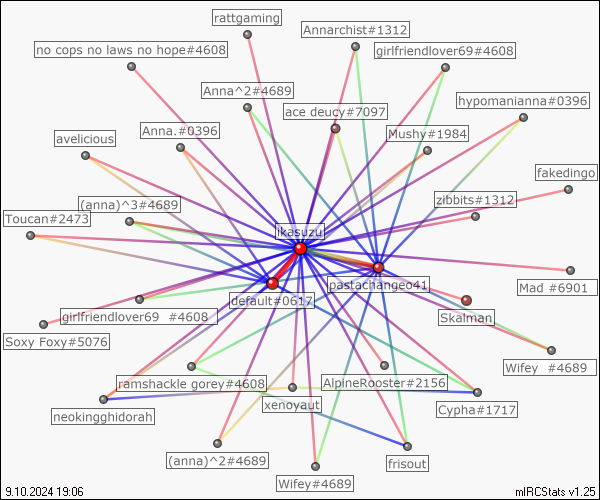 rattgaming
Annarchist#1312
no cops no laws no hope#4608
girlfriendlover69#4608
Anna^2#4689
hypomanianna#0396
ace deucy#7097
Anna.#0396
Mushy#1984
avelicious
fakedingo
zibbits#1312
(anna)^3#4689
Toucan#2473
ikasuzu
pastachangeo41
Mad #6901
default#0617
girlfriendlover69 #4608
Skalman
Soxy Foxy#5076
Wifey #4689
ramshackle gorey#4608
AlpineRooster#2156
xenoyaut
Cypha#1717
neokingghidorah
(anna)^2#4689
frisout
Wifey#4689
9.10.2024 19:06
mIRCStats v1.25